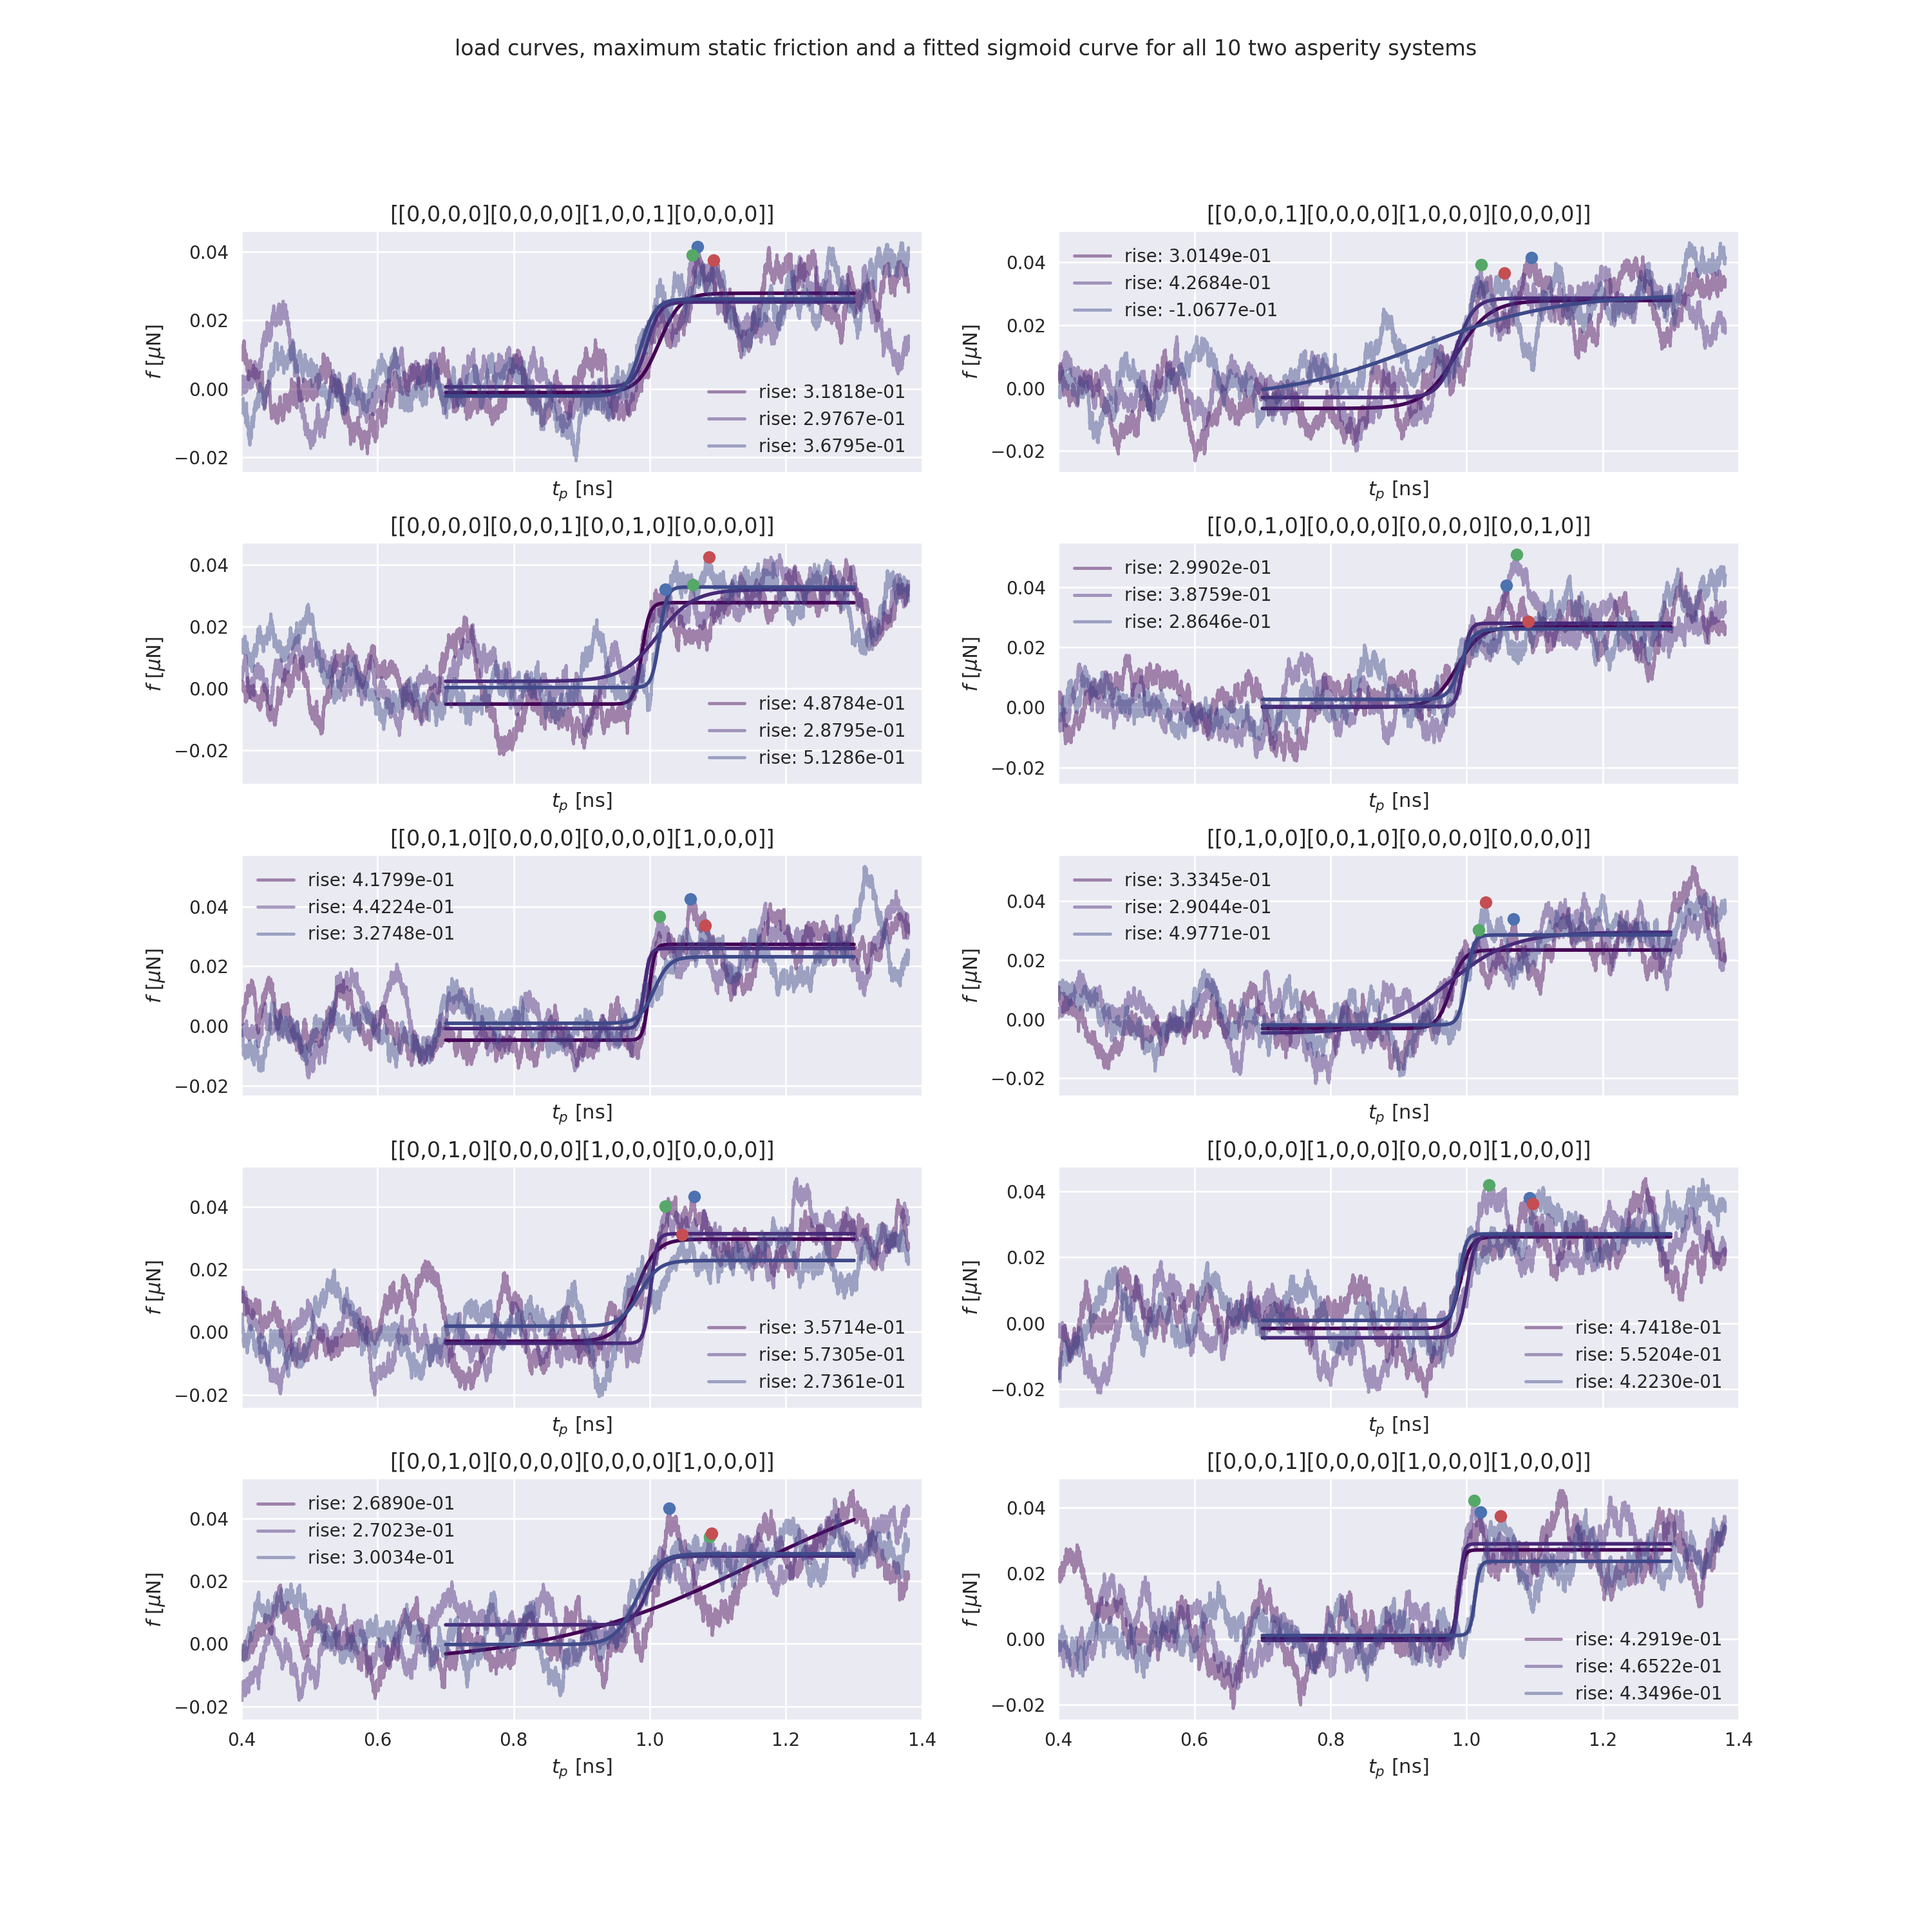 load curves, maximum static friction and a fitted sigmoid curve for all 10 two asperity systems
[[0,0,0,0][0,0,0,0][1,0,0,1][0,0,0,0]]
0.04
0.02
0.00
−0.02
f [μN]
rise: 3.1818e-01
rise: 2.9767e-01
rise: 3.6795e-01
t_p [ns]
[[0,0,0,1][0,0,0,0][1,0,0,0][0,0,0,0]]
0.04
0.02
0.00
−0.02
f [μN]
rise: 3.0149e-01
rise: 4.2684e-01
rise: -1.0677e-01
t_p [ns]
[[0,0,0,0][0,0,0,1][0,0,1,0][0,0,0,0]]
0.04
0.02
0.00
−0.02
f [μN]
rise: 4.8784e-01
rise: 2.8795e-01
rise: 5.1286e-01
t_p [ns]
[[0,0,1,0][0,0,0,0][0,0,0,0][0,0,1,0]]
0.04
0.02
0.00
−0.02
f [μN]
rise: 2.9902e-01
rise: 3.8759e-01
rise: 2.8646e-01
t_p [ns]
[[0,0,1,0][0,0,0,0][0,0,0,0][1,0,0,0]]
0.04
0.02
0.00
−0.02
f [μN]
rise: 4.1799e-01
rise: 4.4224e-01
rise: 3.2748e-01
t_p [ns]
[[0,1,0,0][0,0,1,0][0,0,0,0][0,0,0,0]]
0.04
0.02
0.00
−0.02
f [μN]
rise: 3.3345e-01
rise: 2.9044e-01
rise: 4.9771e-01
t_p [ns]
[[0,0,1,0][0,0,0,0][1,0,0,0][0,0,0,0]]
0.04
0.02
0.00
−0.02
f [μN]
rise: 3.5714e-01
rise: 5.7305e-01
rise: 2.7361e-01
t_p [ns]
[[0,0,0,0][1,0,0,0][0,0,0,0][1,0,0,0]]
0.04
0.02
0.00
−0.02
f [μN]
rise: 4.7418e-01
rise: 5.5204e-01
rise: 4.2230e-01
t_p [ns]
[[0,0,1,0][0,0,0,0][0,0,0,0][1,0,0,0]]
0.04
0.02
0.00
−0.02
f [μN]
rise: 2.6890e-01
rise: 2.7023e-01
rise: 3.0034e-01
0.4 0.6 0.8 1.0 1.2 1.4
t_p [ns]
[[0,0,0,1][0,0,0,0][1,0,0,0][1,0,0,0]]
0.04
0.02
0.00
−0.02
f [μN]
rise: 4.2919e-01
rise: 4.6522e-01
rise: 4.3496e-01
0.4 0.6 0.8 1.0 1.2 1.4
t_p [ns]